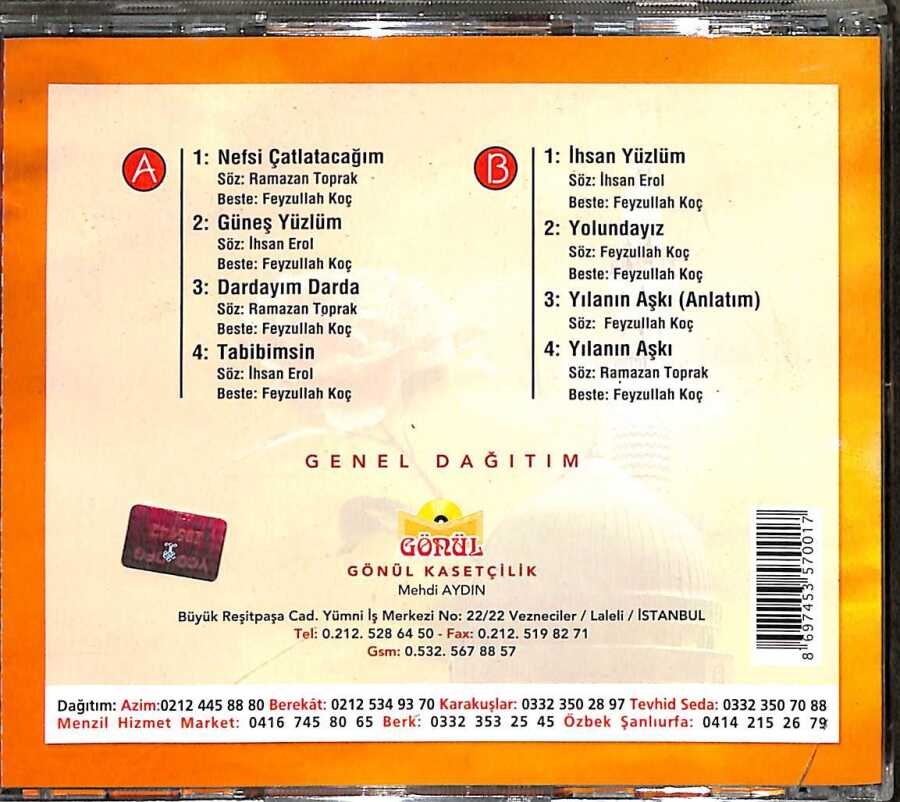 A
1: Nefsi Çatlatacağım
Söz: Ramazan Toprak
Beste: Feyzullah Koç
2: Güneş Yüzlüm
Söz: İhsan Erol
Beste: Feyzullah Koç
3: Dardayım Darda
Söz: Ramazan Toprak
Beste: Feyzullah Koç
4: Tabibimsin
Söz: İhsan Erol
Beste: Feyzullah Koç
B
1: İhsan Yüzlüm
Söz: İhsan Erol
Beste: Feyzullah Koç
2: Yolundayız
Söz: Feyzullah Koç
Beste: Feyzullah Koç
3: Yılanın Aşkı (Anlatım)
Söz: Feyzullah Koç
4: Yılanın Aşkı
Söz: Ramazan Toprak
Beste: Feyzullah Koç
GENEL DAĞITIM
GÖNÜL
GÖNÜL KASETÇİLİK
Mehdi AYDIN
Büyük Reşitpaşa Cad. Yümni İş Merkezi No: 22/22 Vezneciler / Laleli / İSTANBUL
Tel: 0.212. 528 64 50 - Fax: 0.212. 519 82 71
Gsm: 0.532. 567 88 57
8 697453 570017
Dağıtım: Azim:0212 445 88 80 Berekât: 0212 534 93 70 Karakuşlar: 0332 350 28 97 Tevhid Seda: 0332 350 70 88
Menzil Hizmet Market: 0416 745 80 65 Berk: 0332 353 25 45 Özbek Şanlıurfa: 0414 215 26 79